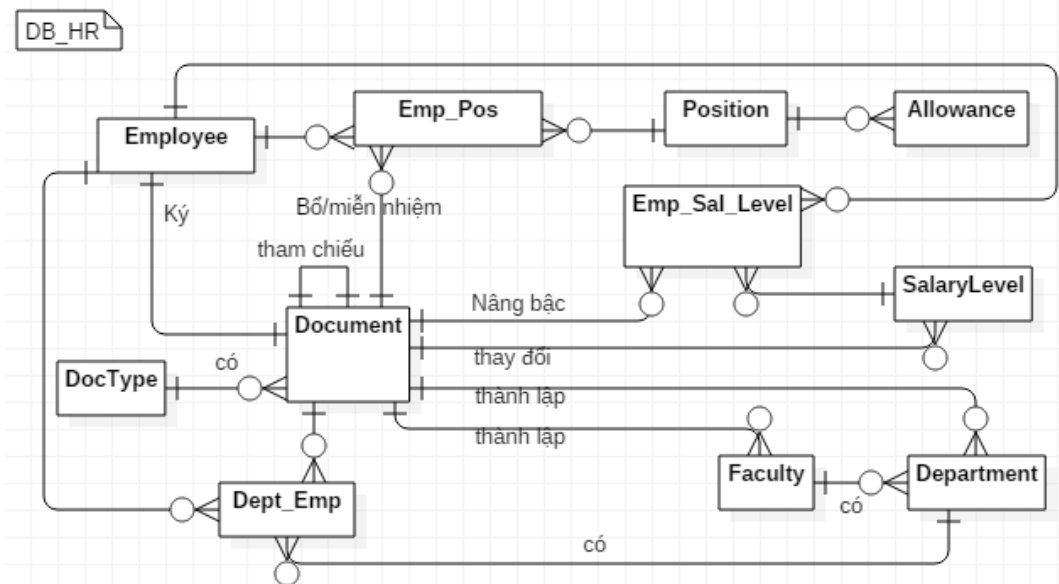 DB_HR
Emp_Pos
Position
Allowance
Employee
Ký
Bổ/miễn nhiệm
Emp_Sal_Level
tham chiếu
Nâng bậc
SalaryLevel
Document
thay đổi
có
DocType
thành lập
thành lập
Faculty
Department
có
Dept_Emp
có